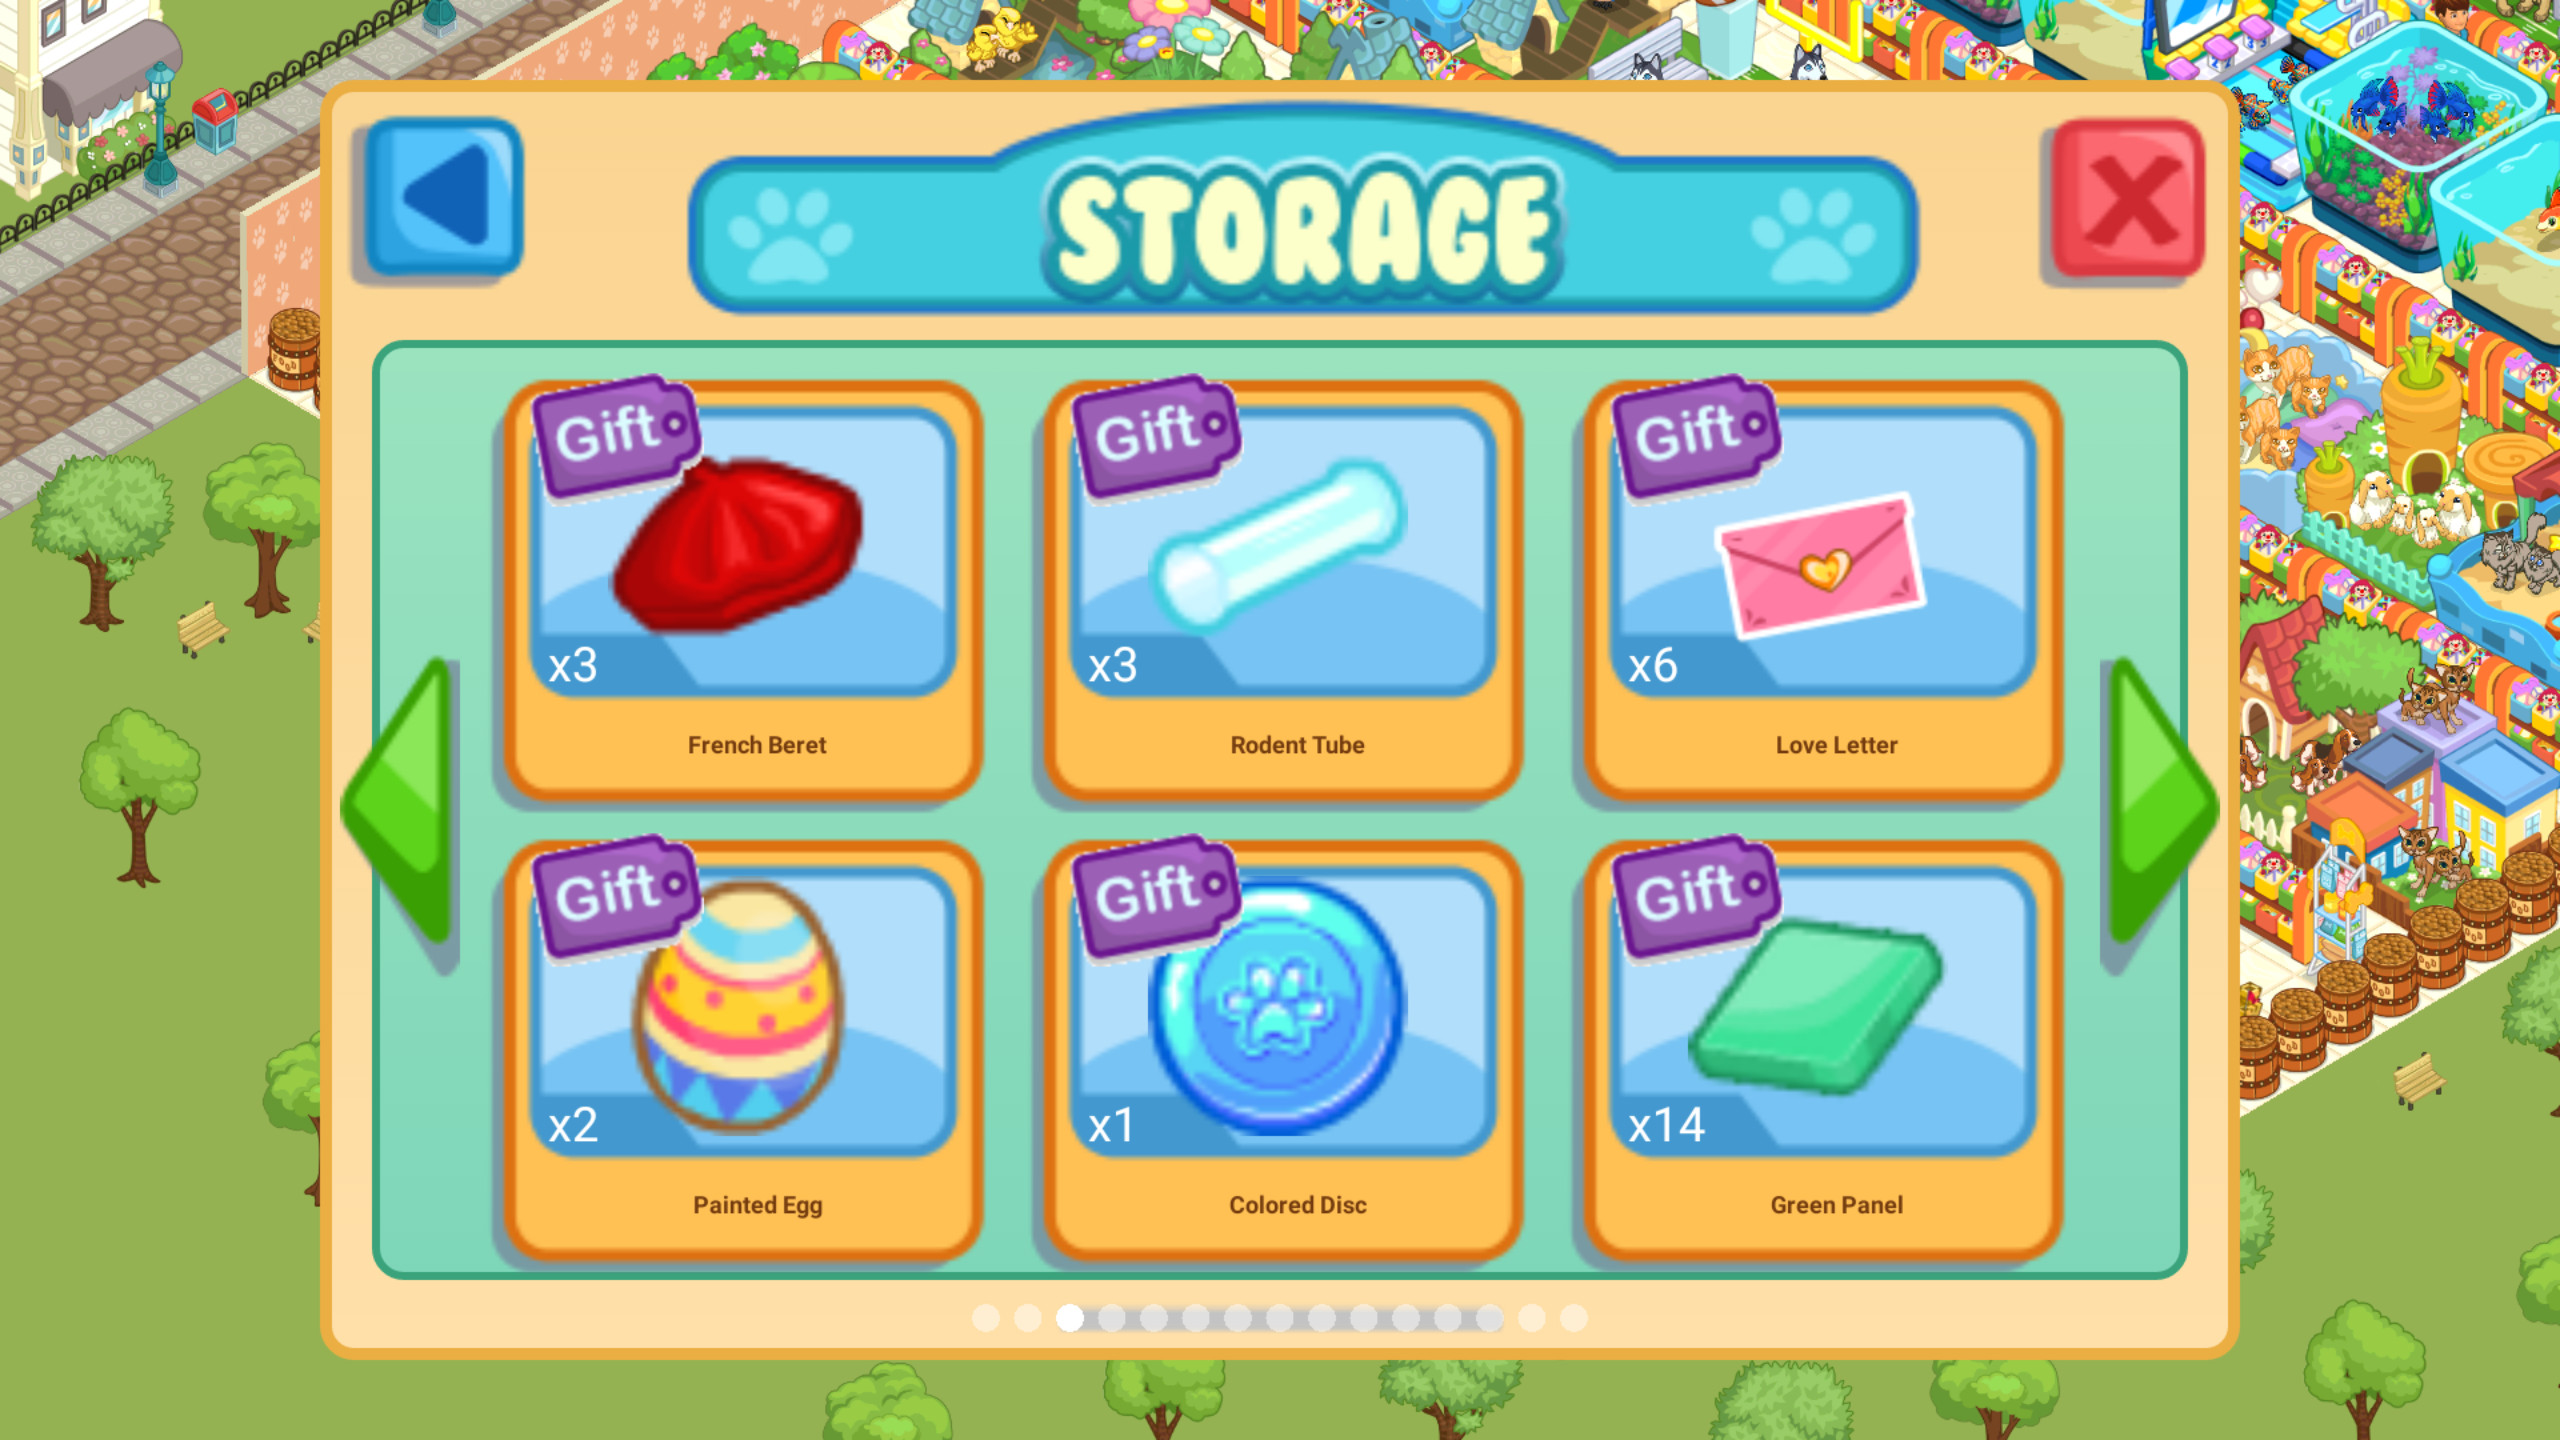 STORAGE
Gift
x3
French Beret
Gift
x3
Rodent Tube
Gift
x6
Love Letter
Gift
x2
Painted Egg
Gift
x1
Colored Disc
Gift
x14
Green Panel